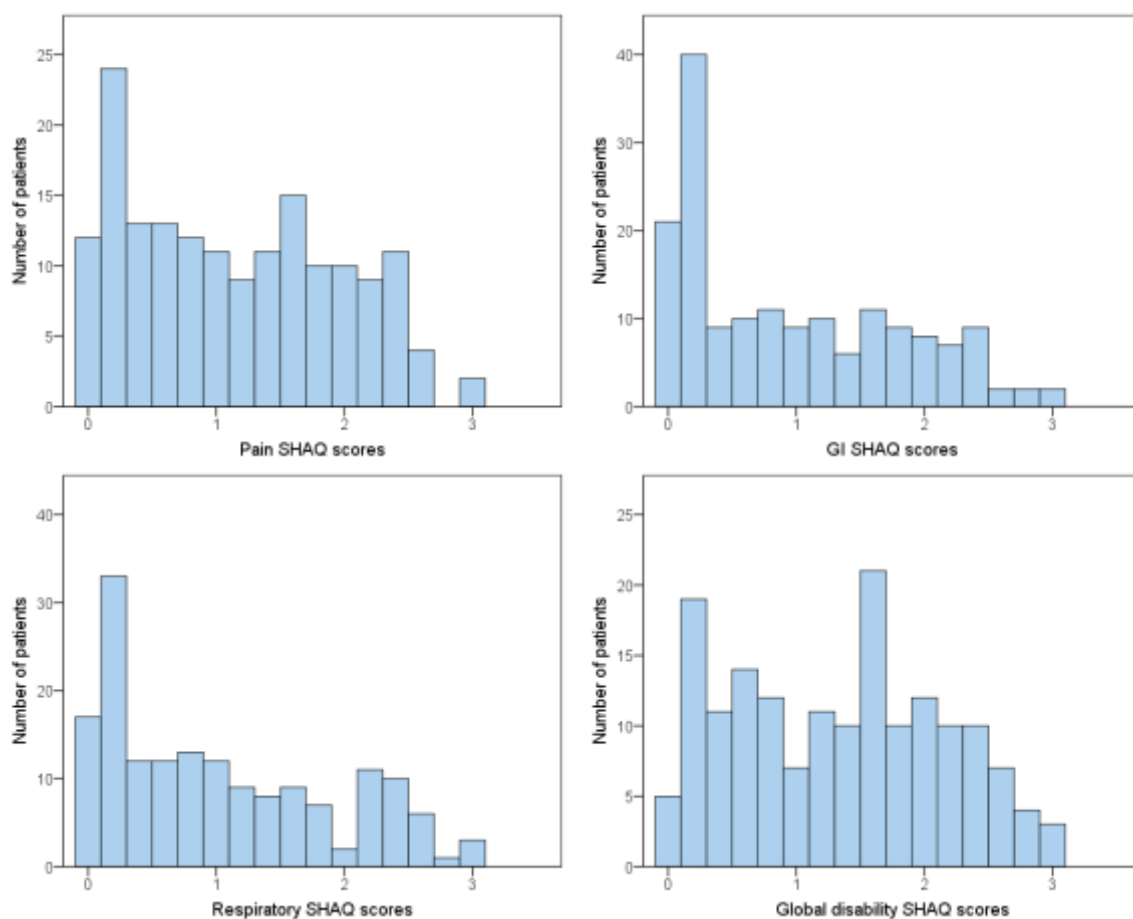 Number of patients
25
20
15
10
5
0
0 1 2 3
Pain SHAQ scores
Number of patients
40
30
20
10
0
0 1 2 3
GI SHAQ scores
Number of patients
40
30
20
10
0
0 1 2 3
Respiratory SHAQ scores
Number of patients
25
20
15
10
5
0
0 1 2 3
Global disability SHAQ scores